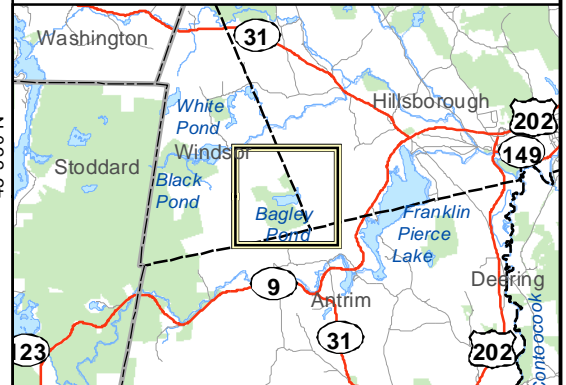 Washington
31
White
Pond
Hillsborough
202
149
Windsor
Stoddard
Black
Pond
Bagley
Pond
Franklin
Pierce
Lake
9
Antrim
Deering
31
123
202
Contoocook